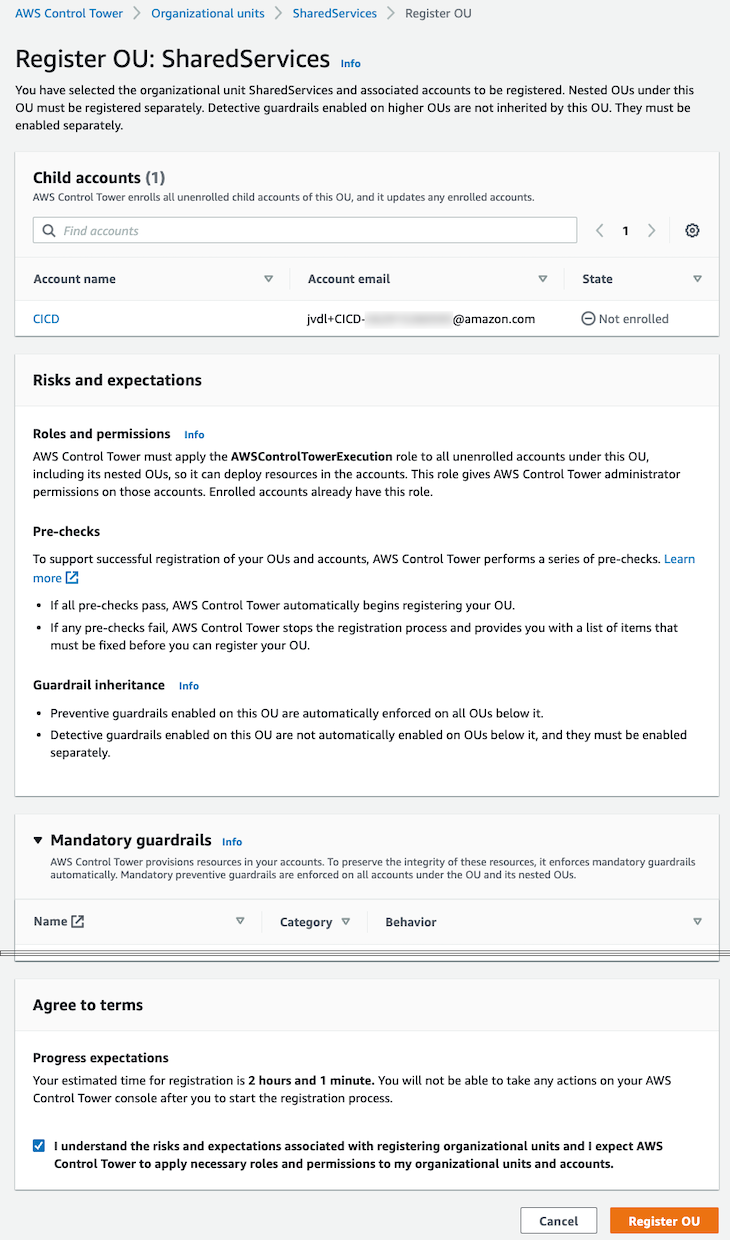 AWS Control Tower > Organizational units > SharedServices > Register OU
Register OU: SharedServices Info
You have selected the organizational unit SharedServices and associated accounts to be registered. Nested OUs under this
OU must be registered separately. Detective guardrails enabled on higher OUs are not inherited by this OU. They must be
enabled separately.
Child accounts (1)
AWS Control Tower enrolls all unenrolled child accounts of this OU, and it updates any enrolled accounts.
Find accounts
1
Account name Account email State
CICD jvdl+CICD- @amazon.com Not enrolled
Risks and expectations
Roles and permissions Info
AWS Control Tower must apply the AWSControlTowerExecution role to all unenrolled accounts under this OU,
including its nested OUs, so it can deploy resources in the accounts. This role gives AWS Control Tower administrator
permissions on those accounts. Enrolled accounts already have this role.
Pre-checks
To support successful registration of your OUs and accounts, AWS Control Tower performs a series of pre-checks. Learn
more
• If all pre-checks pass, AWS Control Tower automatically begins registering your OU.
• If any pre-checks fail, AWS Control Tower stops the registration process and provides you with a list of items that
must be fixed before you can register your OU.
Guardrail inheritance Info
• Preventive guardrails enabled on this OU are automatically enforced on all OUs below it.
• Detective guardrails enabled on this OU are not automatically enabled on OUs below it, and they must be enabled
separately.
Mandatory guardrails Info
AWS Control Tower provisions resources in your accounts. To preserve the integrity of these resources, it enforces mandatory guardrails
automatically. Mandatory preventive guardrails are enforced on all accounts under the OU and its nested OUs.
Name Category Behavior
Agree to terms
Progress expectations
Your estimated time for registration is 2 hours and 1 minute. You will not be able to take any actions on your AWS
Control Tower console after you to start the registration process.
I understand the risks and expectations associated with registering organizational units and I expect AWS
Control Tower to apply necessary roles and permissions to my organizational units and accounts.
Cancel Register OU